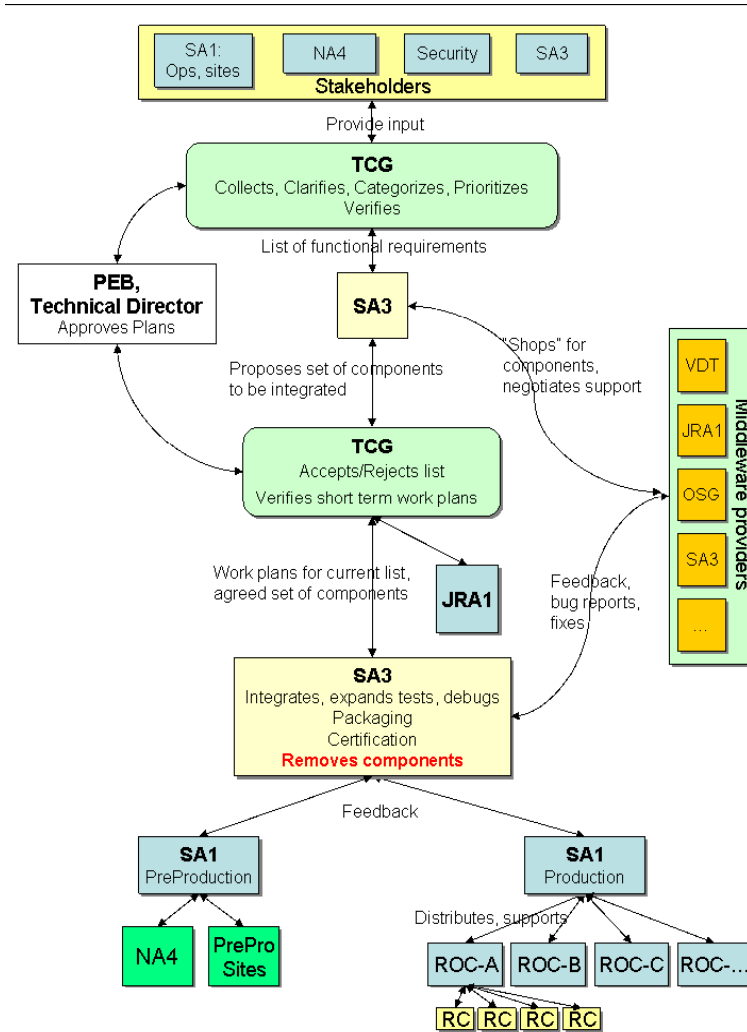 SA1:
Ops, sites
NA4
Security
SA3
Stakeholders
Provide input
TCG
Collects, Clarifies, Categorizes, Prioritizes
Verifies
List of functional requirements
PEB,
Technical Director
Approves Plans
SA3
"Shops" for
components,
negotiates support
Proposes set of components
to be integrated
Middleware providers
VDT
JRA1
OSG
SA3
...
TCG
Accepts/Rejects list
Verifies short term work plans
Work plans for current list,
agreed set of components
JRA1
Feedback,
bug reports,
fixes
SA3
Integrates, expands tests, debugs
Packaging
Certification
Removes components
Feedback
SA1
PreProduction
SA1
Production
Distributes, supports
NA4
PrePro
Sites
ROC-A
ROC-B
ROC-C
ROC-...
RC
RC
RC
RC